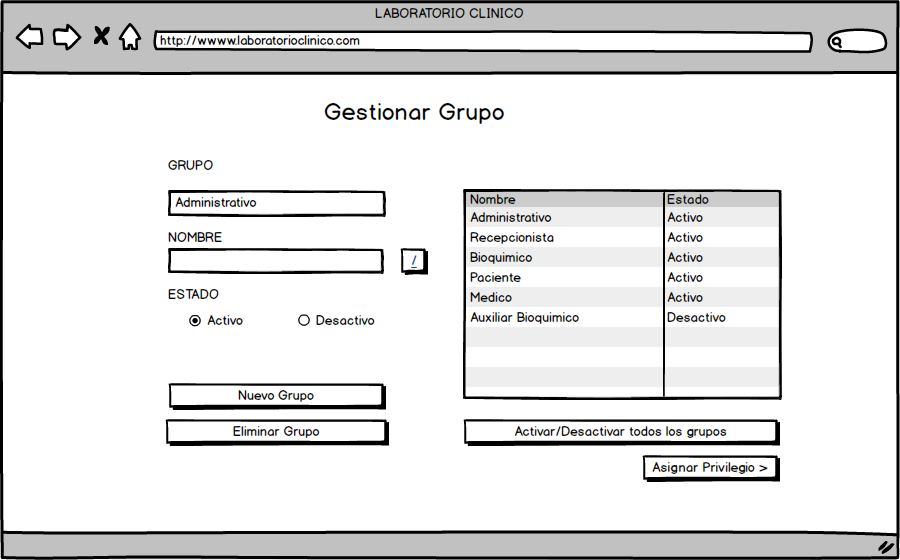 LABORATORIO CLINICO
http://wwww.laboratorioclinico.com
Gestionar Grupo
GRUPO
Administrativo
NOMBRE
/
ESTADO
Activo Desactivo
Nuevo Grupo
Eliminar Grupo
Nombre Estado
Administrativo Activo
Recepcionista Activo
Bioquimico Activo
Paciente Activo
Medico Activo
Auxiliar Bioquimico Desactivo
Activar/Desactivar todos los grupos
Asignar Privilegio >